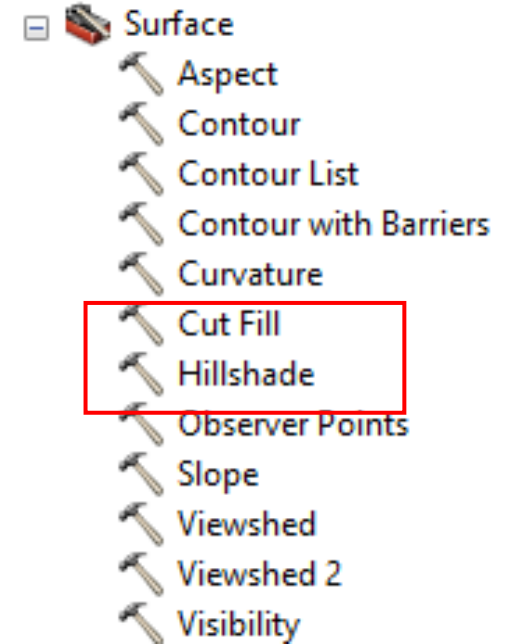 Surface
Aspect
Contour
Contour List
Contour with Barriers
Curvature
Cut Fill
Hillshade
Observer Points
Slope
Viewshed
Viewshed 2
Visibility